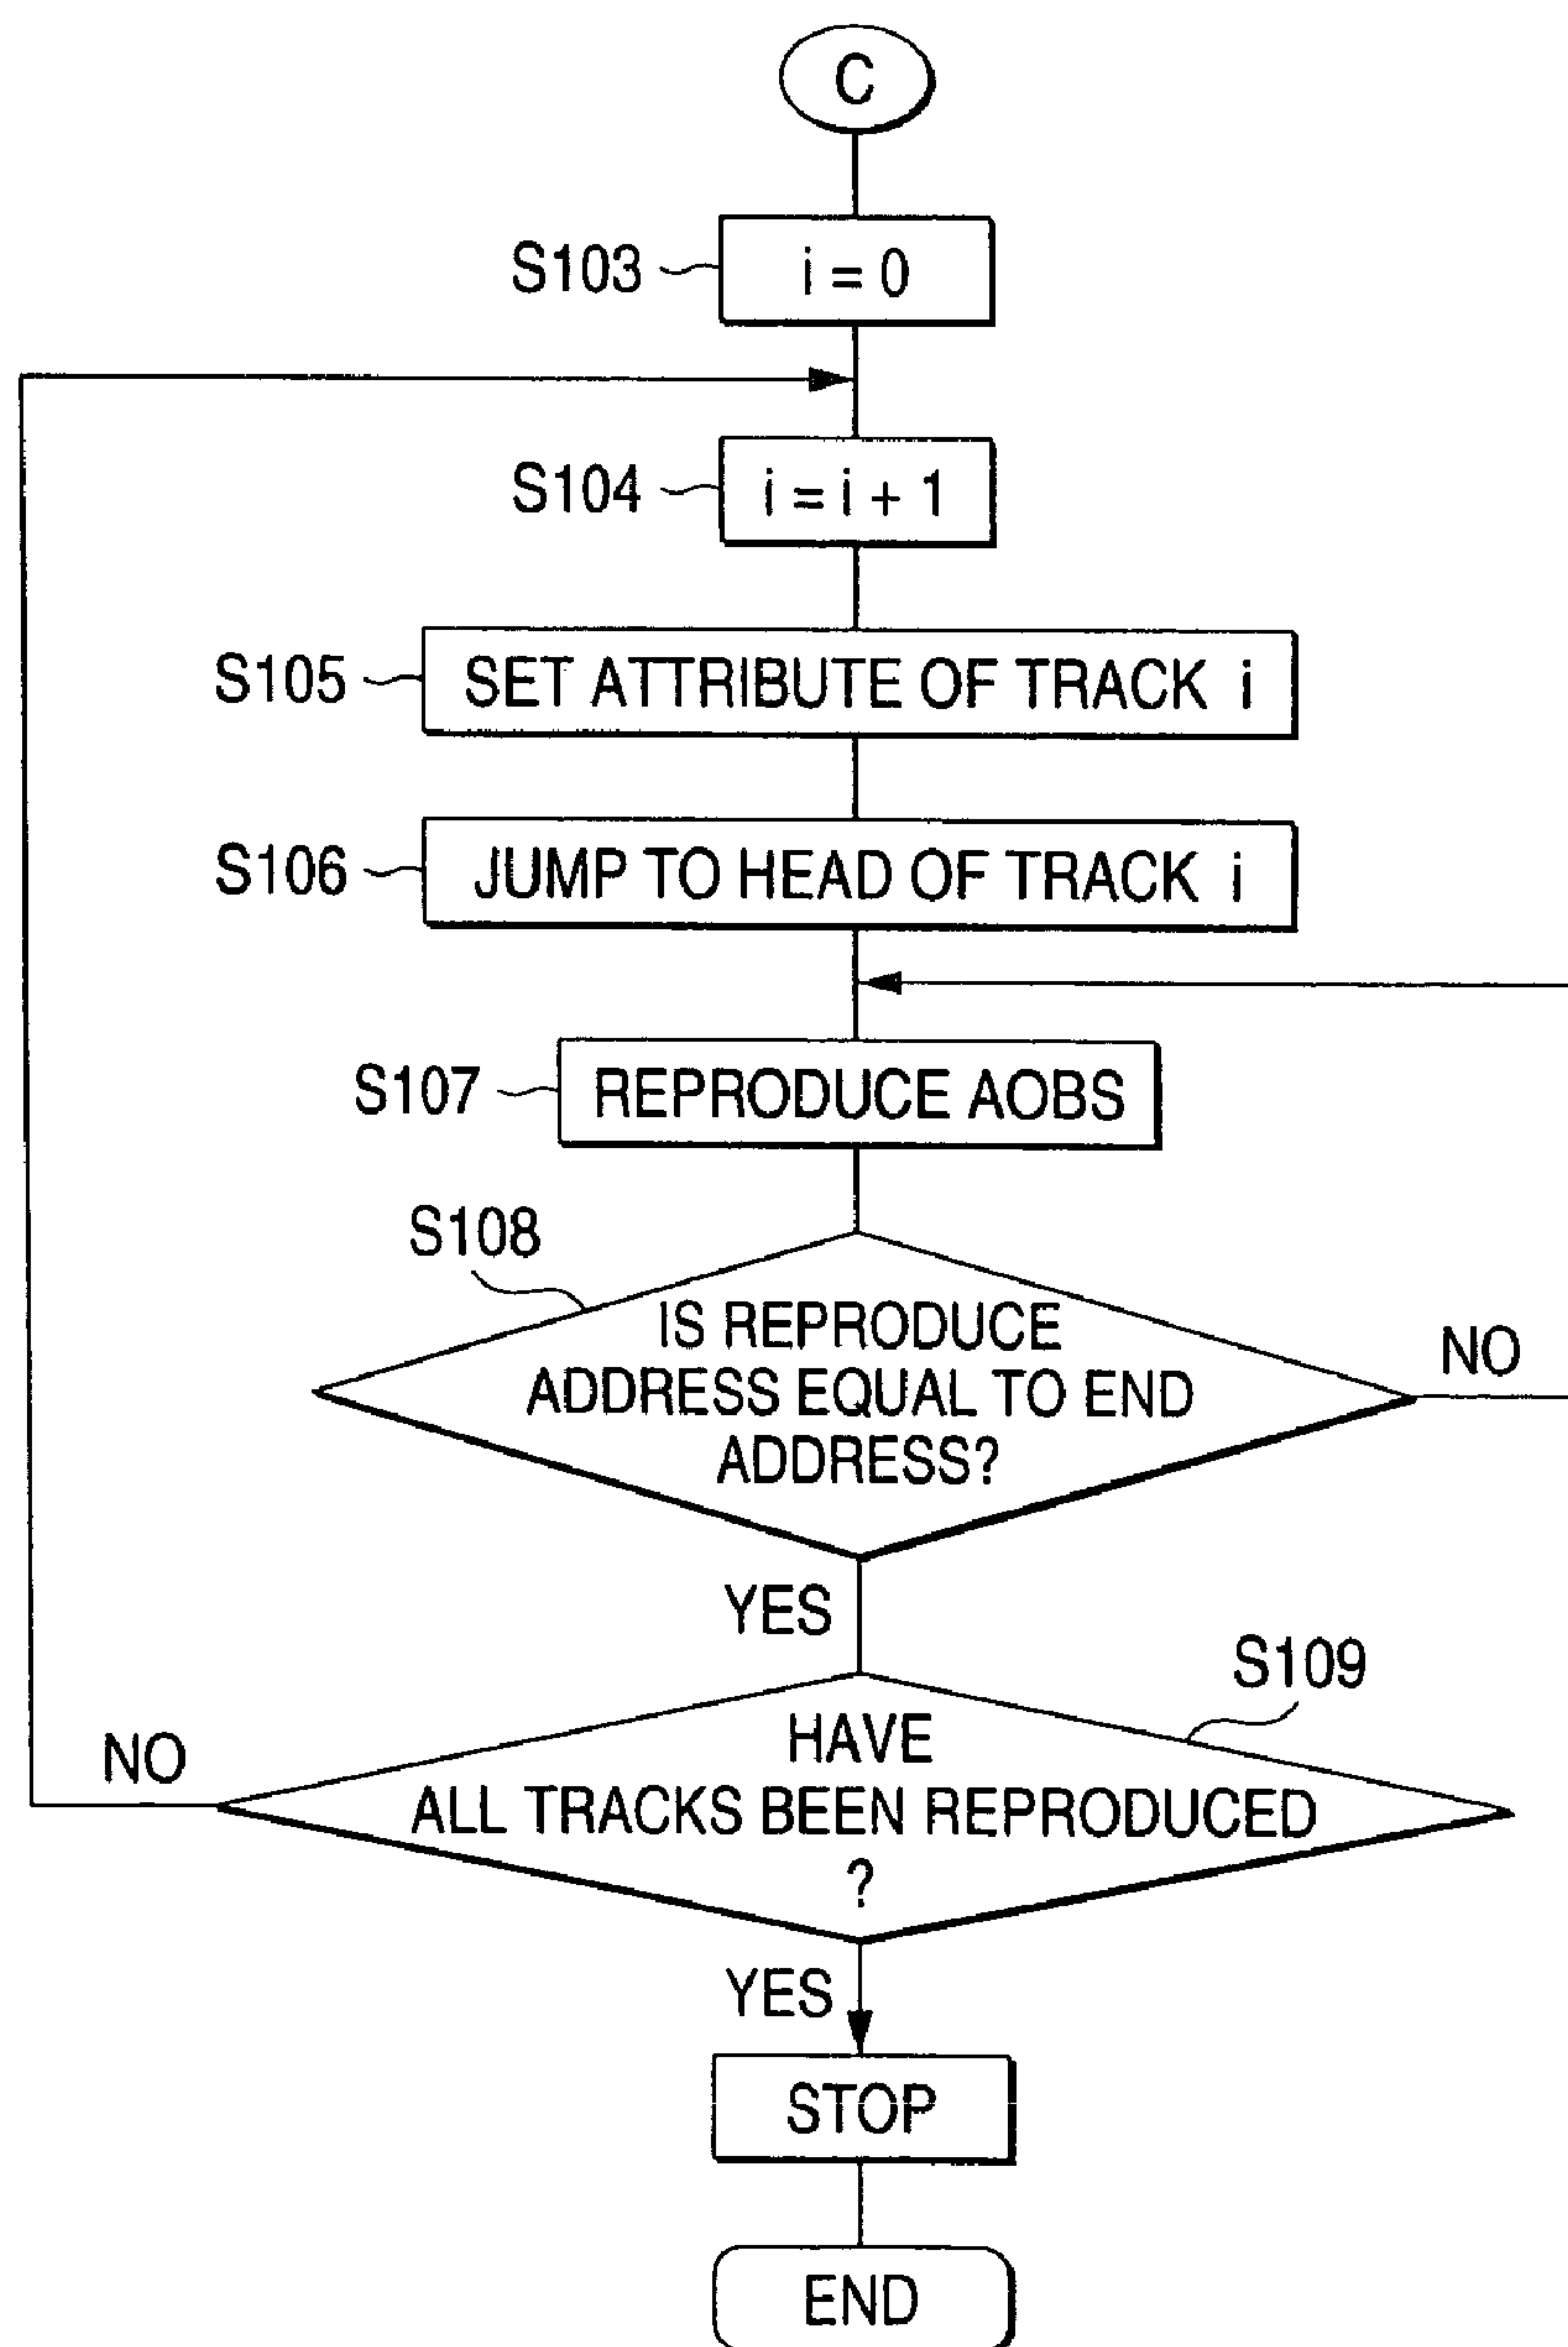 C
S103
i = 0
S104
i = i + 1
S105
SET ATTRIBUTE OF TRACK i
S106
JUMP TO HEAD OF TRACK i
S107
REPRODUCE AOBS
S108
IS REPRODUCE
ADDRESS EQUAL TO END
ADDRESS?
NO
YES
S109
HAVE
ALL TRACKS BEEN REPRODUCED
?
NO
YES
STOP
END